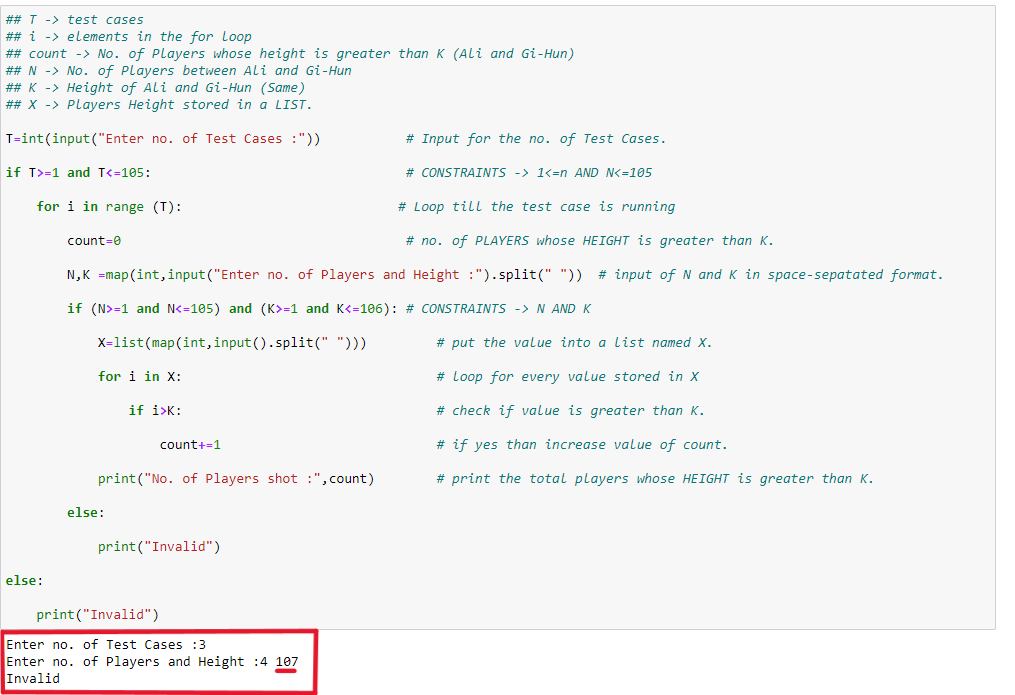 ## T -> test cases
## i -> elements in the for loop
## count -> No. of Players whose height is greater than K (Ali and Gi-Hun)
## N -> No. of Players between Ali and Gi-Hun
## K -> Height of Ali and Gi-Hun (Same)
## X -> Players Height stored in a LIST.
T=int(input("Enter no. of Test Cases :")) # Input for the no. of Test Cases.
if T>=1 and T<=105: # CONSTRAINTS -> 1<=n AND N<=105
for i in range (T): # Loop till the test case is running
count=0 # no. of PLAYERS whose HEIGHT is greater than K.
N,K =map(int,input("Enter no. of Players and Height :").split(" ")) # input of N and K in space-sepatated format.
if (N>=1 and N<=105) and (K>=1 and K<=106): # CONSTRAINTS -> N AND K
X=list(map(int,input().split(" "))) # put the value into a list named X.
for i in X: # loop for every value stored in X
if i>K: # check if value is greater than K.
count+=1 # if yes than increase value of count.
print("No. of Players shot :",count) # print the total players whose HEIGHT is greater than K.
else:
print("Invalid")
else:
print("Invalid")
Enter no. of Test Cases :3
Enter no. of Players and Height :4 107
Invalid